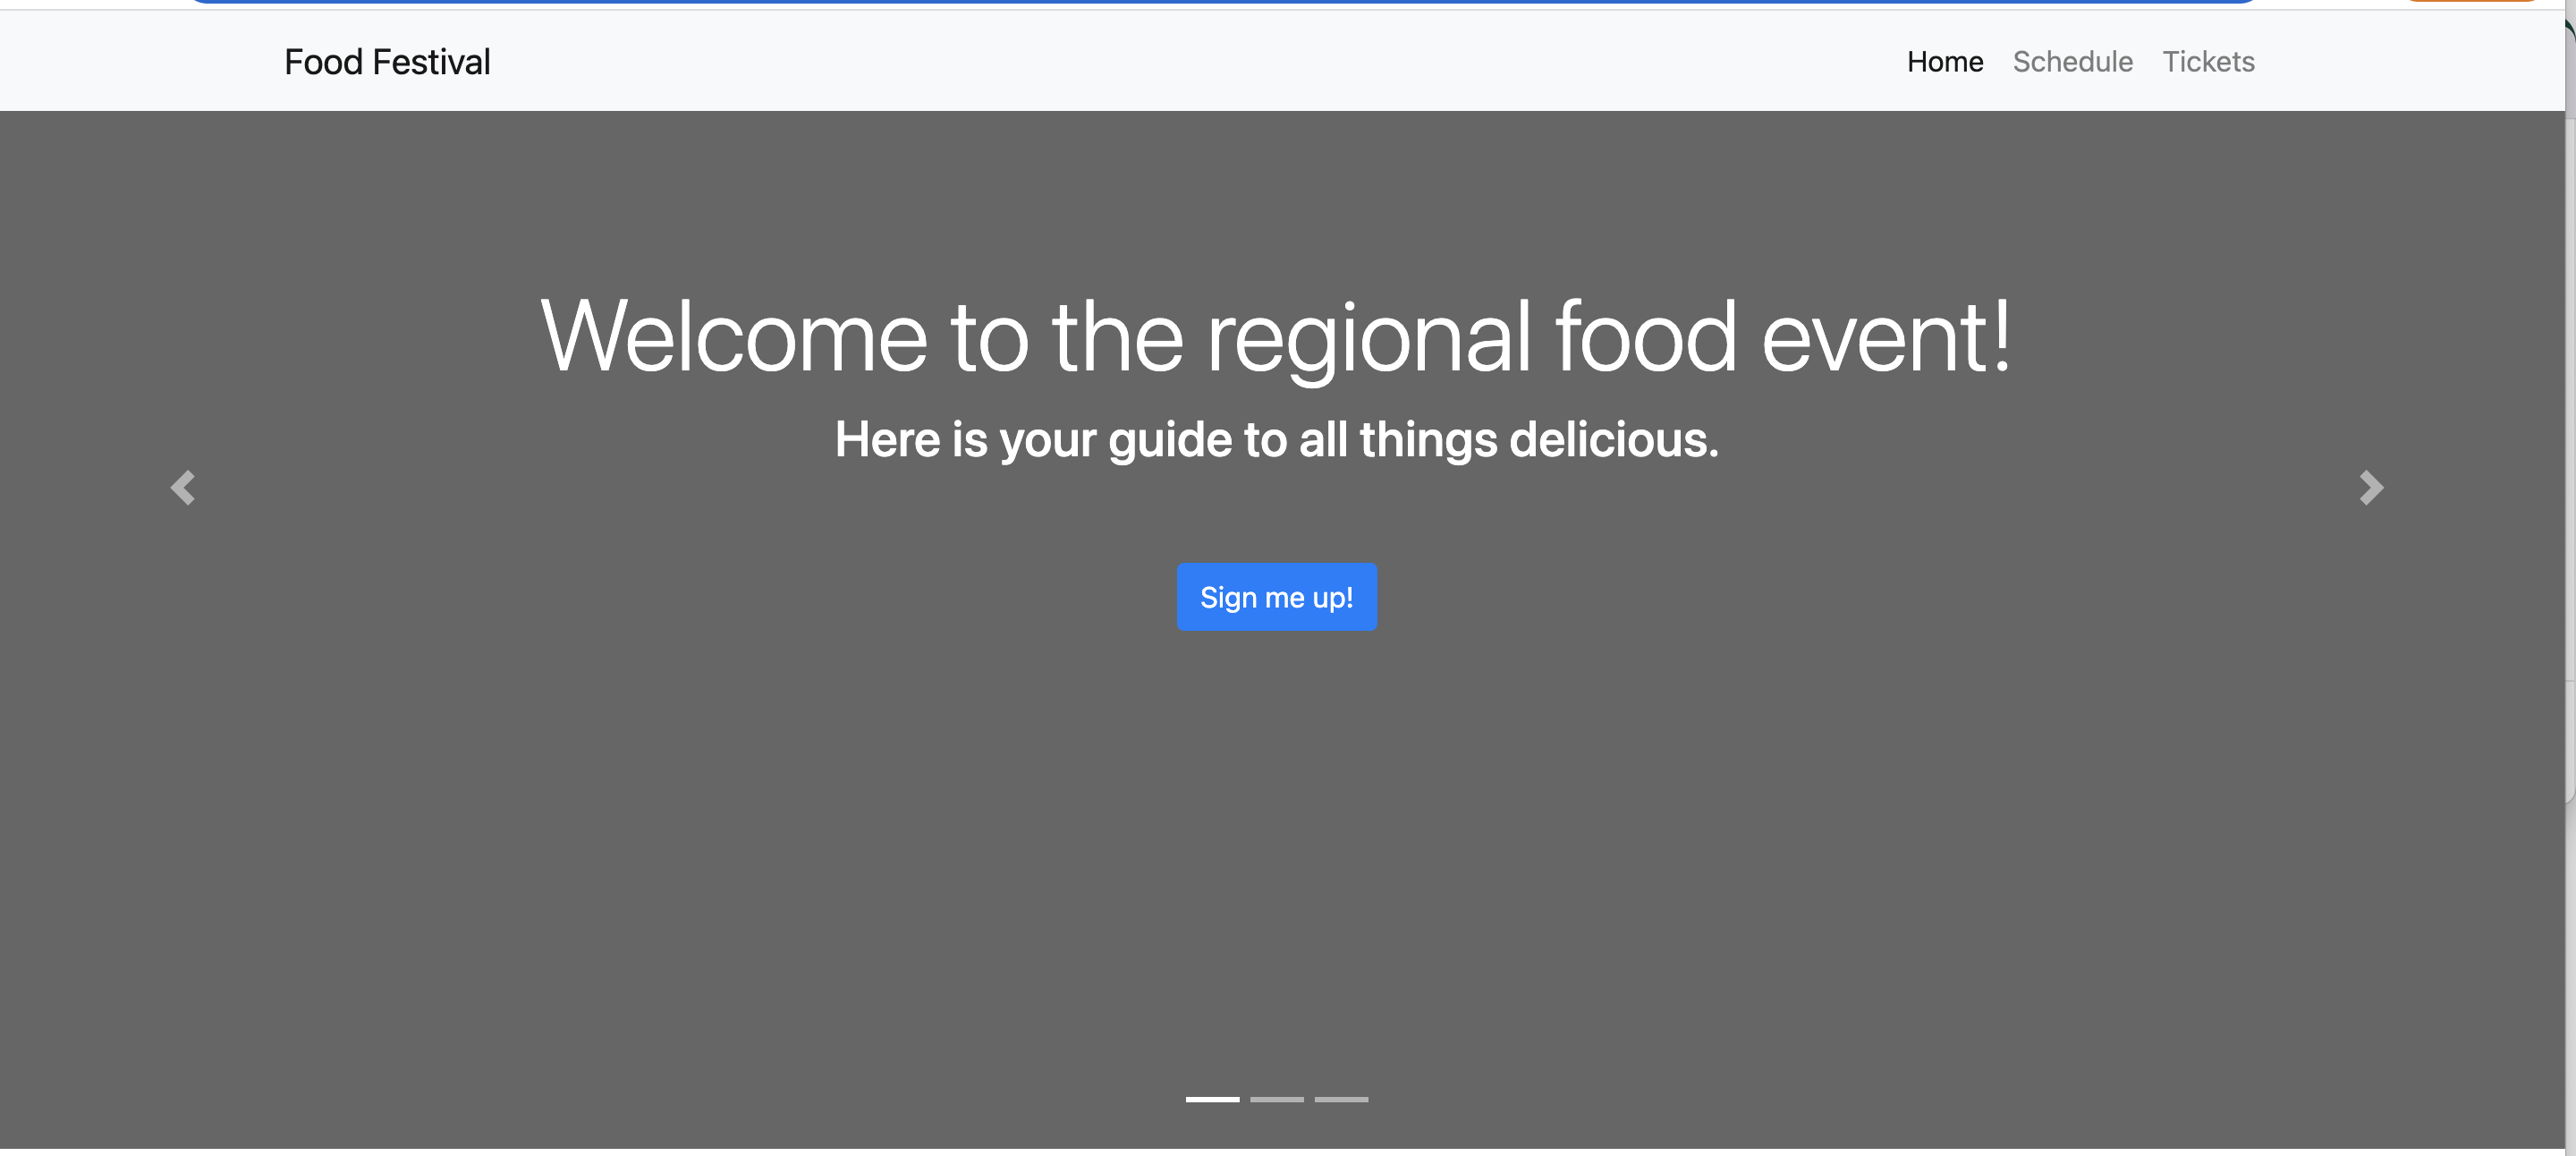 Food Festival
Home Schedule Tickets
Welcome to the regional food event!
Here is your guide to all things delicious.
Sign me up!